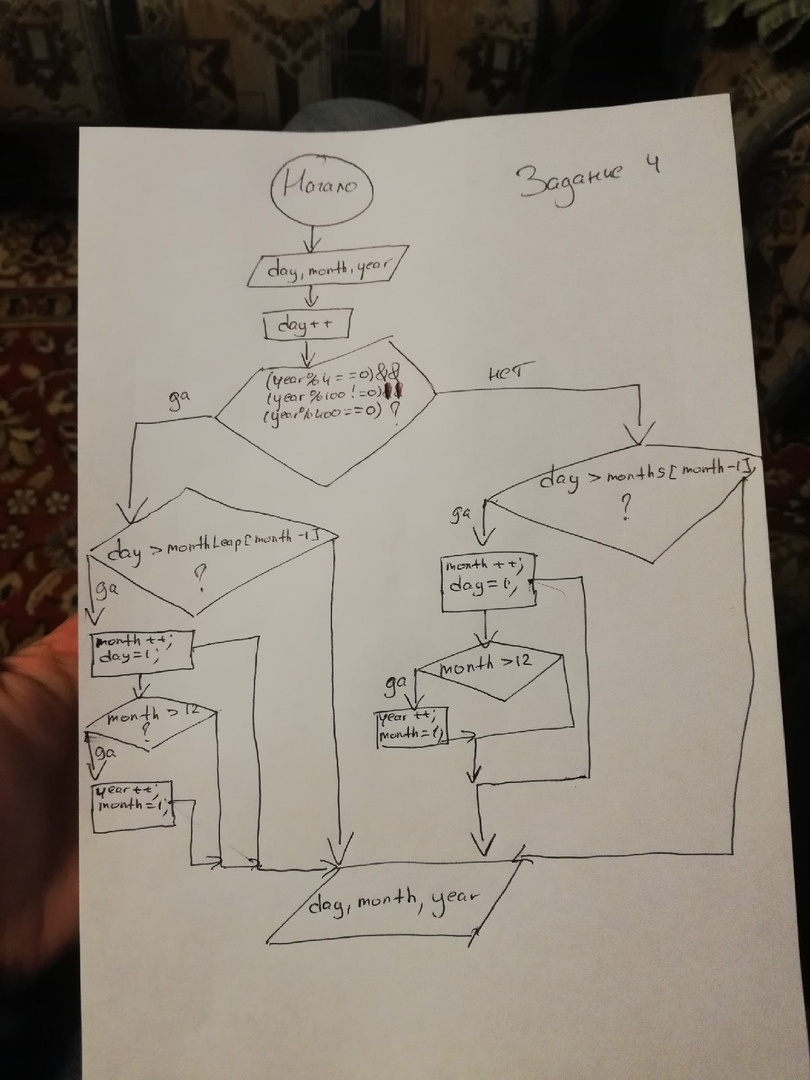 Задание 4
Начало
day, month, year
day++
(year%4==0)&&
(year%100!=0)||
(year%400==0) ?
да
нет
day > monthLeap[month-1]
?
да
month++;
day=1;
month > 12
?
да
year++;
month=1;
day > months[month-1]
?
да
month++;
day=1;
month > 12
да
year++;
month=1;
day, month, year